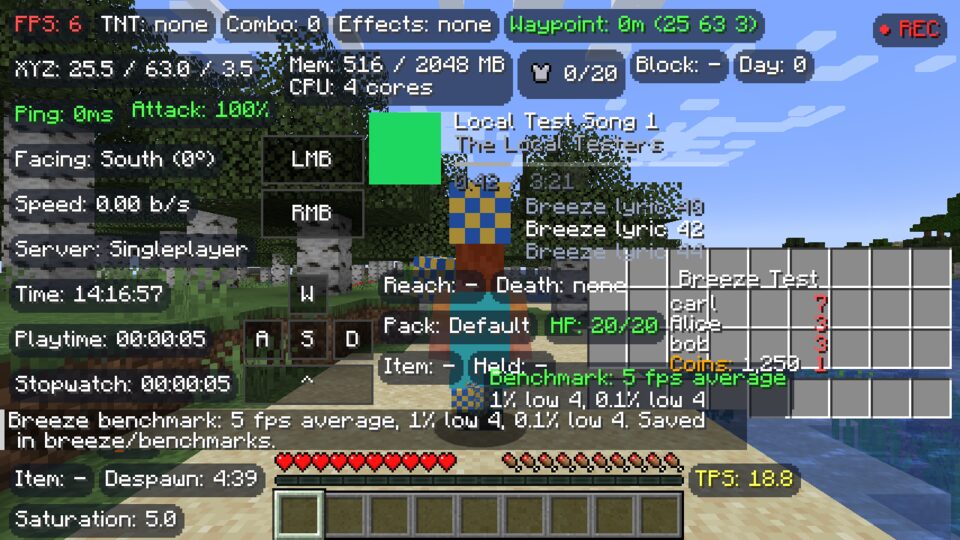 FPS: 6 TNT: none Combo: 0 Effects: none Waypoint: 0m (25 63 3) REC
XYZ: 25.5 / 63.0 / 3.5 Mem: 516 / 2048 MB 0/20 Block: - Day: 0
CPU: 4 cores
Ping: 0ms Attack: 100%
Local Test Song 1
The Local Testers
Facing: South (0°) LMB
0:42 3:21
Speed: 0.00 b/s RMB
Breeze lyric 40
Breeze lyric 42
Server: Singleplayer
Breeze lyric 44
Breeze Test
Time: 14:16:57 W Reach: - Death: none
carl 7
Playtime: 00:00:05 A S D Pack: Default HP: 20/20
Alice 3
bob 3
Item: - Held: - Coins: 1,250 1
Stopwatch: 00:00:05 ^ Benchmark: 5 fps average
1% low 4, 0.1% low 4
Breeze benchmark: 5 fps average, 1% low 4, 0.1% low 4. Saved
in breeze/benchmarks.
Item: - Despawn: 4:39 TPS: 18.8
Saturation: 5.0